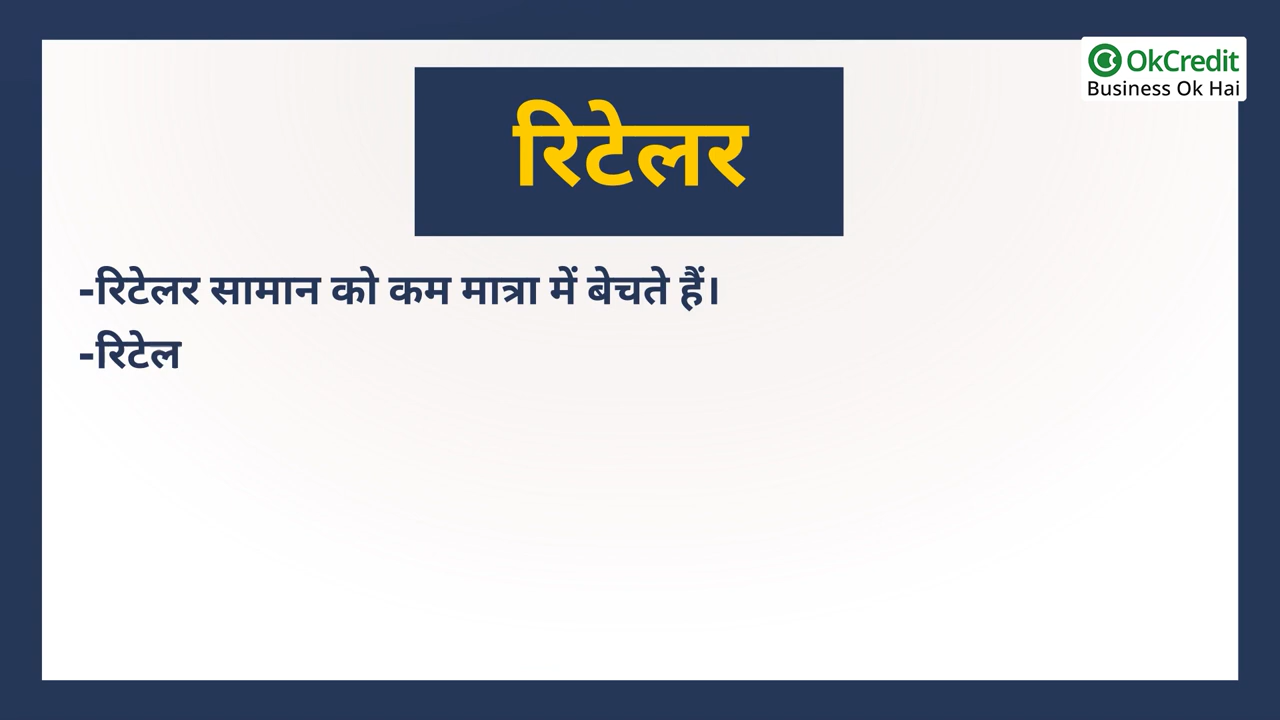 OkCredit
Business Ok Hai
रिटेलर
-रिटेलर सामान को कम मात्रा में बेचते हैं।
-रिटेल